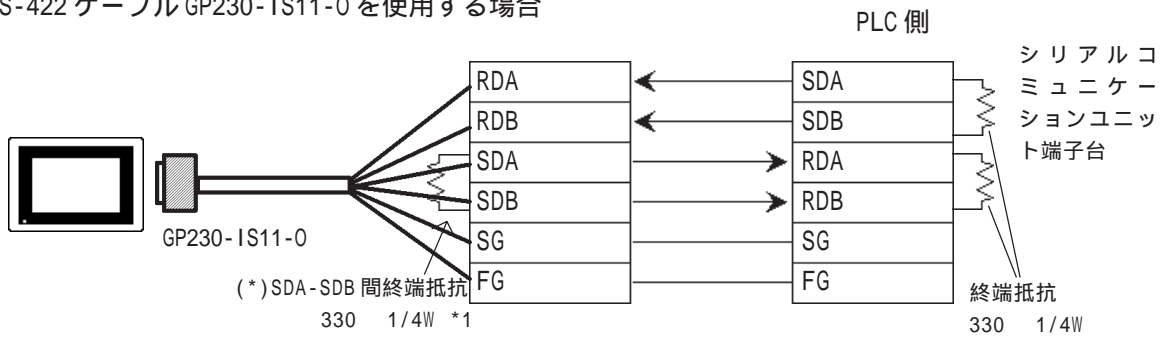 S-422 ケーブル GP230-IS11-O を使用する場合
PLC 側
RDA
RDB
SDA
SDB
SG
FG
SDA
SDB
RDA
RDB
SG
FG
シリアルコ
ミュニケー
ションユニッ
ト端子台
GP230-IS11-O
(*)SDA-SDB 間終端抵抗
330 1/4W *1
終端抵抗
330 1/4W